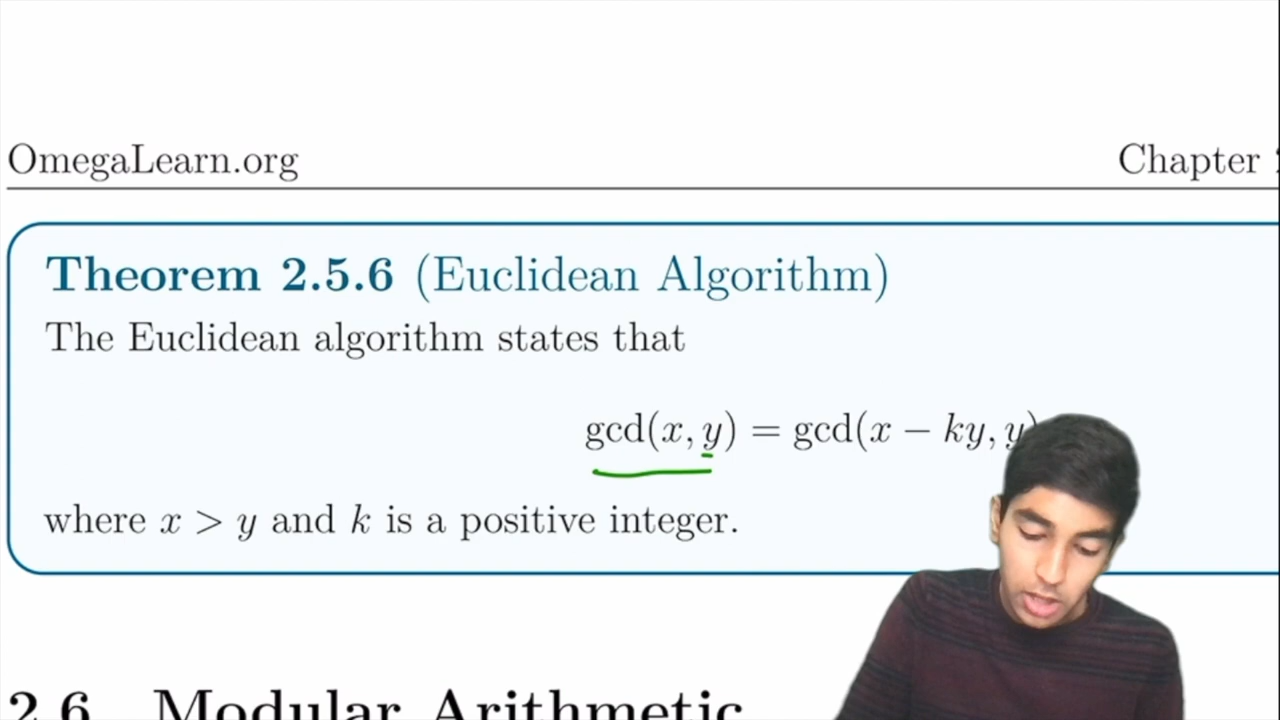 OmegaLearn.org
Chapter
Theorem 2.5.6 (Euclidean Algorithm)
The Euclidean algorithm states that
gcd(x, y) = gcd(x − ky, y)
where x > y and k is a positive integer.
2.6 Modular Arithmetic